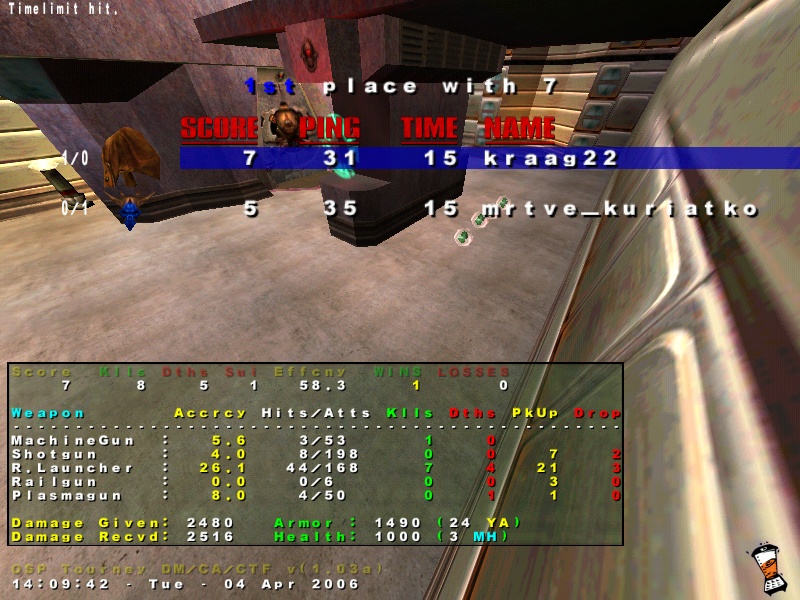 Timelimit hit.
1st place with 7
SCORE PING TIME NAME
1/0 7 31 15 kraag22
0/1 5 35 15 mrtve_kuriatko
Score Klls Dths Sui Effcny WINS LOSSES
7 8 5 1 58.3 1 0
Weapon Accrcy Hits/Atts Klls Dths PkUp Drop
MachineGun : 5.6 3/53 1 0
Shotgun : 4.0 8/198 0 0 7 2
R.Launcher : 26.1 44/168 7 4 21 3
Railgun : 0.0 0/6 0 0 3 0
Plasmagun : 8.0 4/50 0 1 1 0
Damage Given: 2480 Armor : 1490 (24 YA)
Damage Recvd: 2516 Health: 1000 (3 MH)
OSP Tourney DM/CA/CTF v(1.03a)
14:09:42 - Tue - 04 Apr 2006